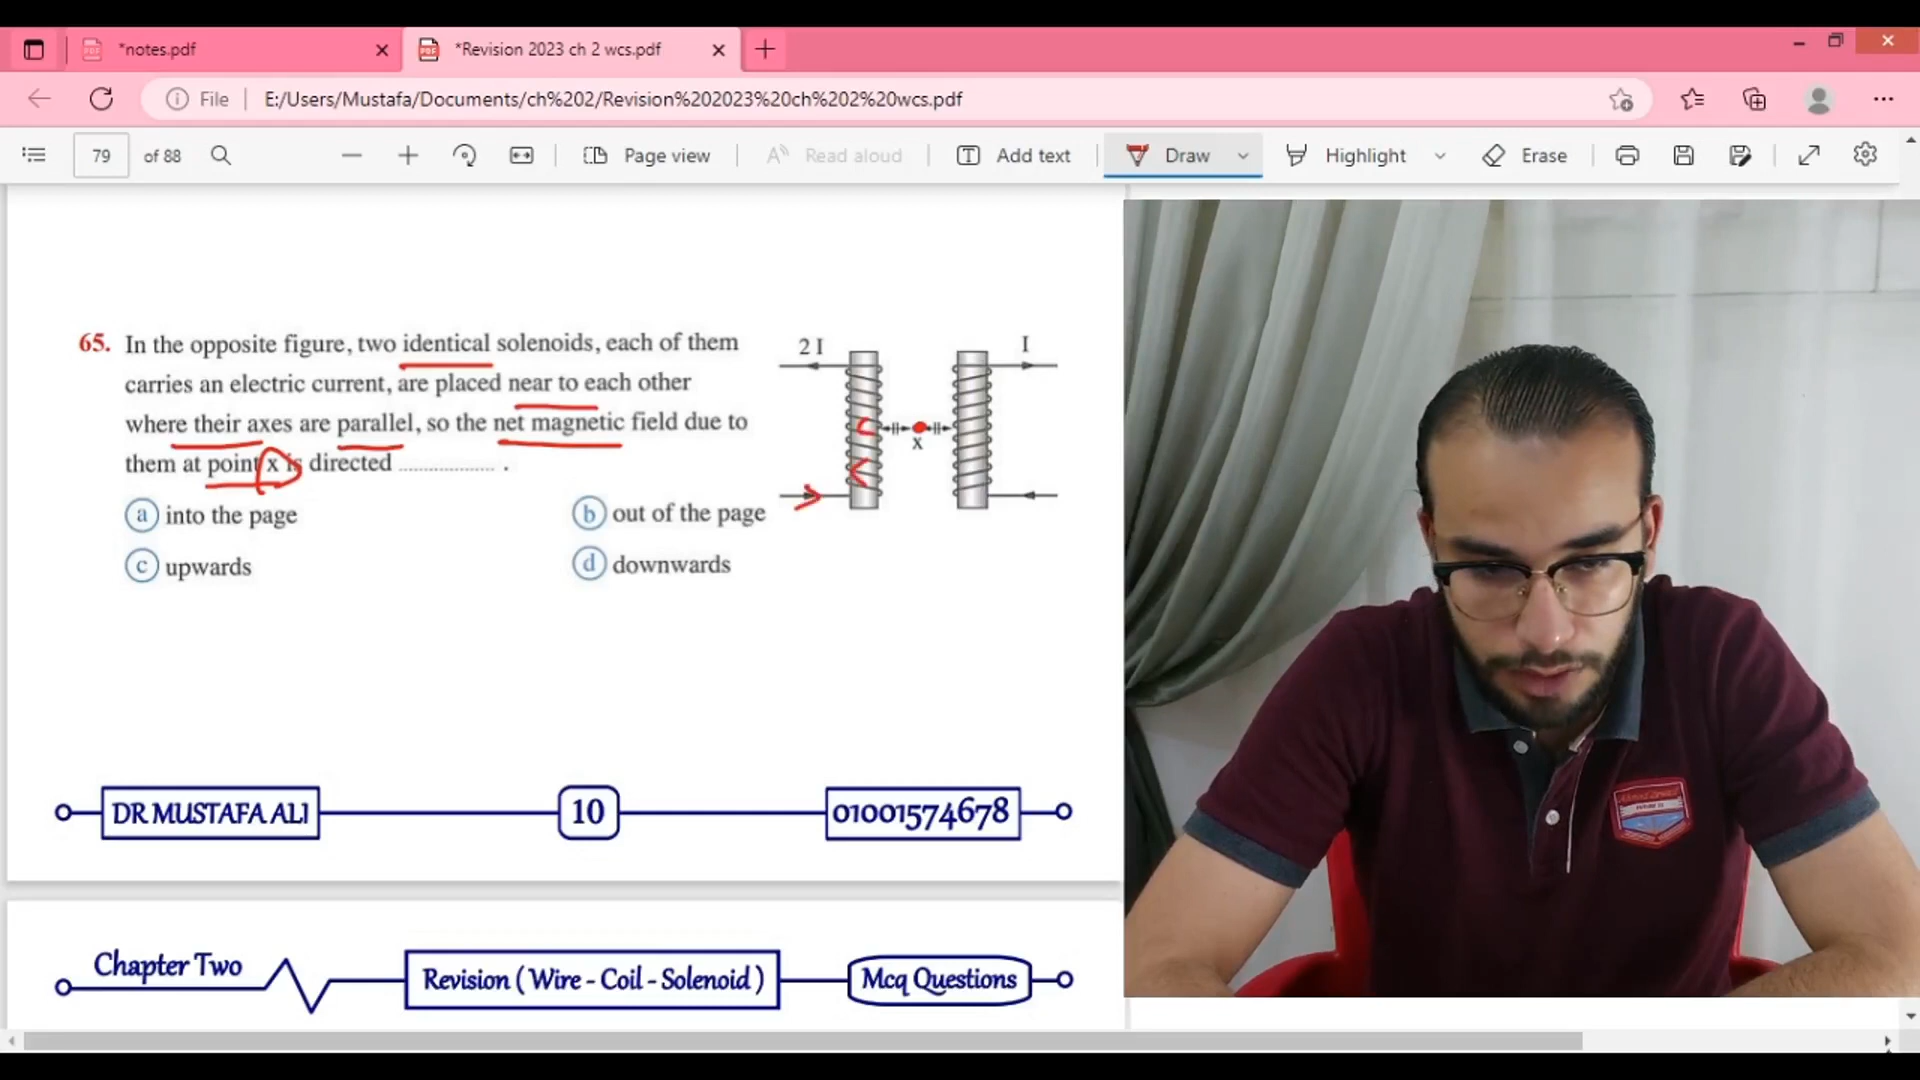 *notes.pdf
*Revision 2023 ch 2 wcs.pdf
File
E:/Users/Mustafa/Documents/ch%202/Revision%202023%20ch%202%20wcs.pdf
79 of 88
Page view
Read aloud
Add text
Draw
Highlight
Erase
65. In the opposite figure, two identical solenoids, each of them
carries an electric current, are placed near to each other
where their axes are parallel, so the net magnetic field due to
them at point x is directed ................ .
a into the page
b out of the page
c upwards
d downwards
2 I
I
x
DR MUSTAFA ALI
10
01001574678
Chapter Two
Revision ( Wire - Coil - Solenoid )
Mcq Questions